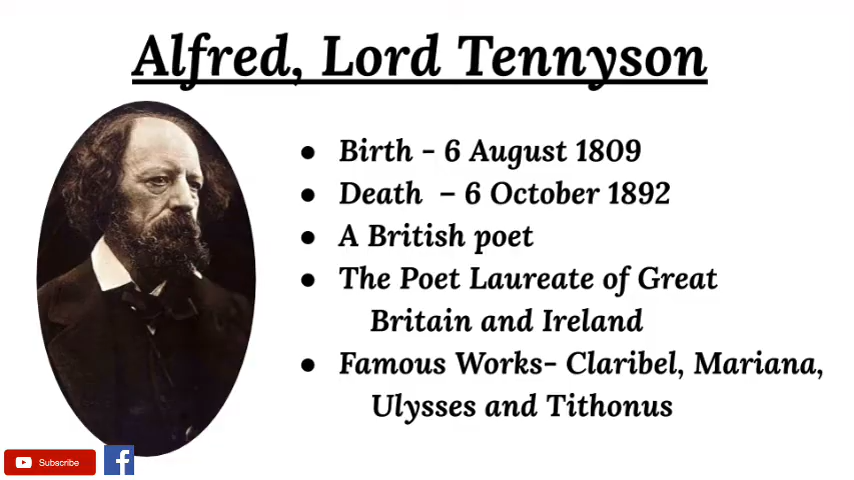 Alfred, Lord Tennyson
● Birth - 6 August 1809
● Death – 6 October 1892
● A British poet
● The Poet Laureate of Great
Britain and Ireland
● Famous Works- Claribel, Mariana,
Ulysses and Tithonus
Subscribe
f